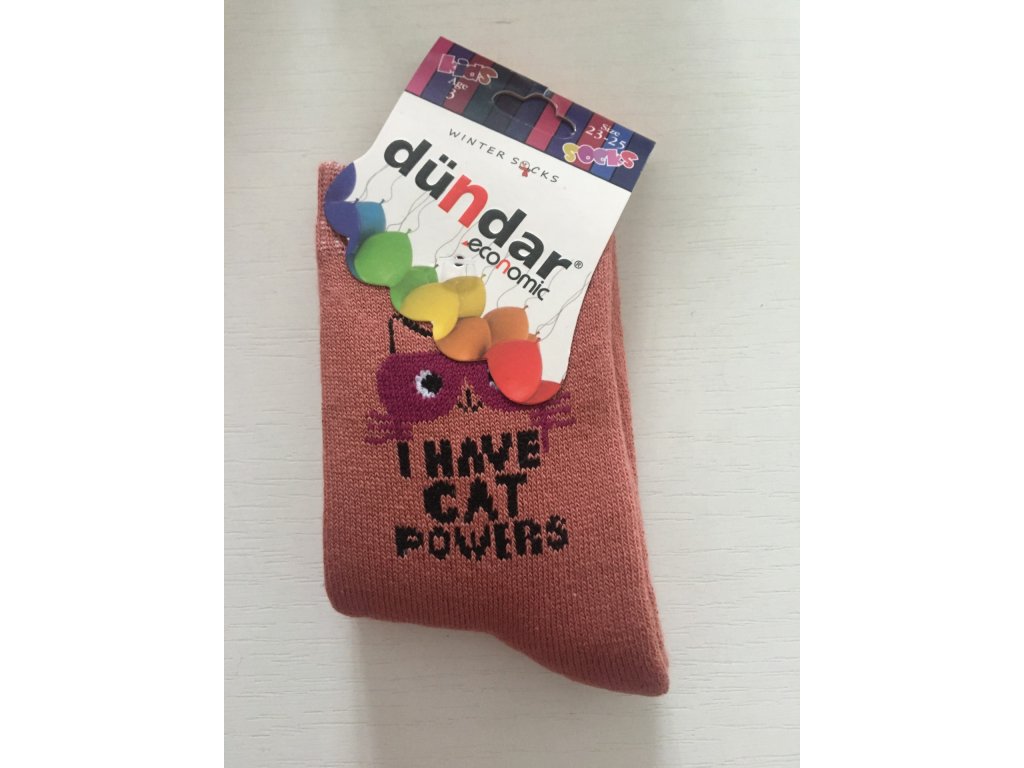 kids
Age
3
Size
23-25
socks
WINTER SOCKS
dündar®
economic
I HAVE
CAT
POWERS